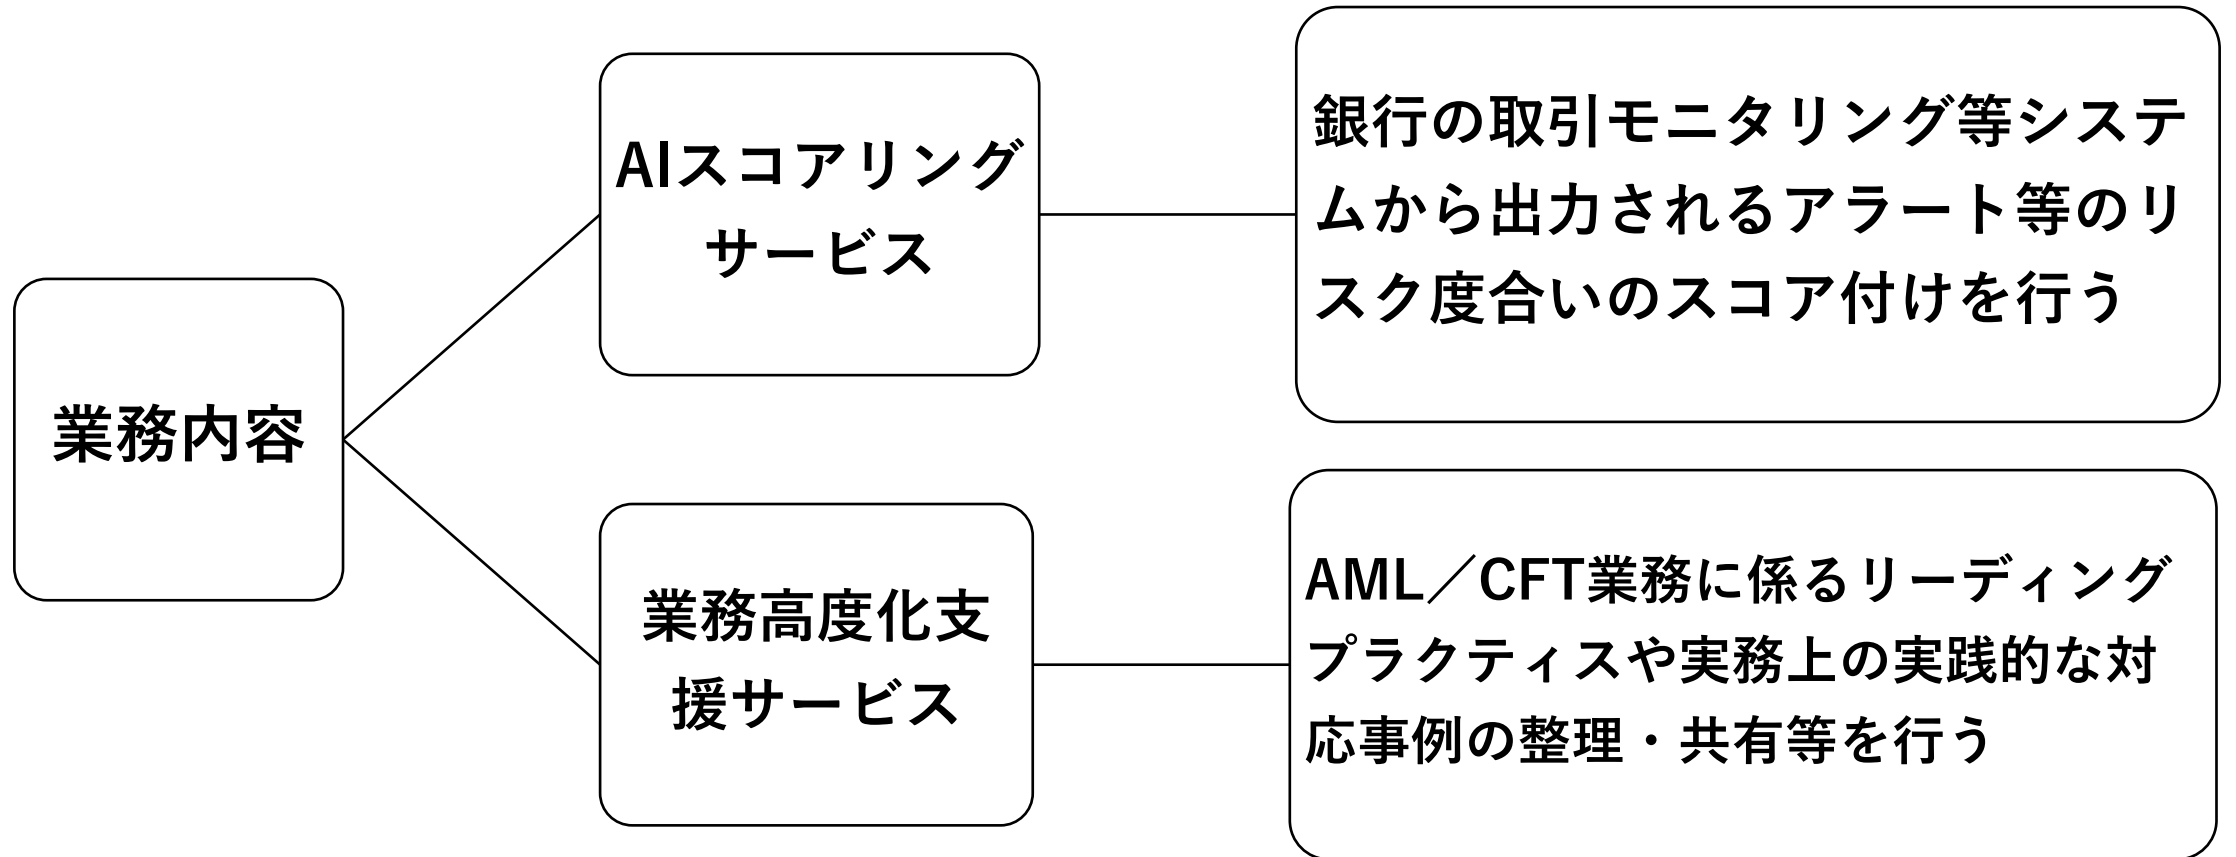 業務内容
AIスコアリング
サービス
銀行の取引モニタリング等システ
ムから出力されるアラート等のリ
スク度合いのスコア付けを行う
業務高度化支
援サービス
AML／CFT業務に係るリーディング
プラクティスや実務上の実践的な対
応事例の整理・共有等を行う